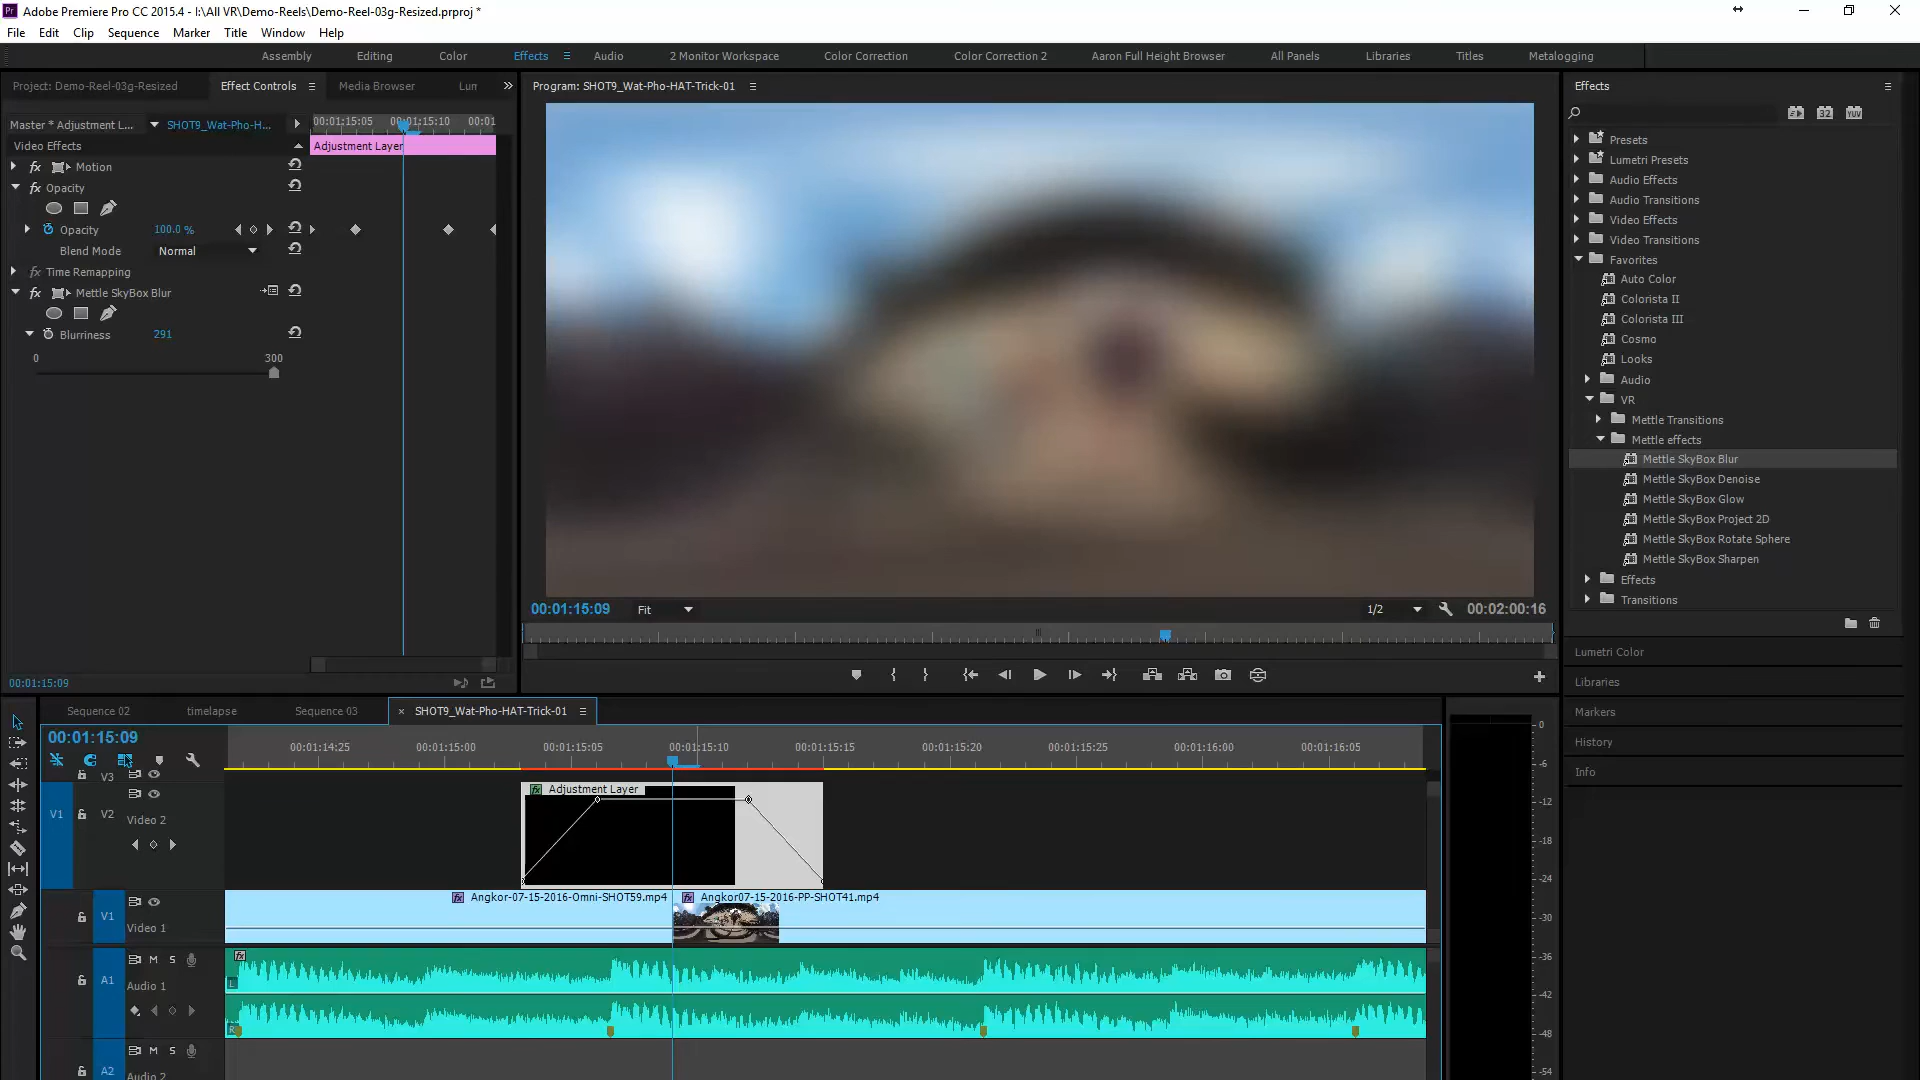 Adobe Premiere Pro CC 2015.4 - I:\All VR\Demo-Reels\Demo-Reel-03g-Resized.prproj *
File Edit Clip Sequence Marker Title Window Help
Assembly Editing Color Effects Audio 2 Monitor Workspace Color Correction Color Correction 2 Aaron Full Height Browser All Panels Libraries Titles Metalogging
Project: Demo-Reel-03g-Resized Effect Controls Media Browser Lun
Master * Adjustment L... SHOT9_Wat-Pho-H...
00:01:15:05 00:01:15:10 00:01
Video Effects
Adjustment Layer
fx Motion
fx Opacity
Opacity 100.0 %
Blend Mode Normal
fx Time Remapping
fx Mettle SkyBox Blur
Blurriness 291
0 300
00:01:15:09
Program: SHOT9_Wat-Pho-HAT-Trick-01
00:01:15:09 Fit 1/2 00:02:00:16
Effects
32 YUV
Presets
Lumetri Presets
Audio Effects
Audio Transitions
Video Effects
Video Transitions
Favorites
Auto Color
Colorista II
Colorista III
Cosmo
Looks
Audio
VR
Mettle Transitions
Mettle effects
Mettle SkyBox Blur
Mettle SkyBox Denoise
Mettle SkyBox Glow
Mettle SkyBox Project 2D
Mettle SkyBox Rotate Sphere
Mettle SkyBox Sharpen
Effects
Transitions
Lumetri Color
Libraries
Markers
History
Info
Sequence 02 timelapse Sequence 03 × SHOT9_Wat-Pho-HAT-Trick-01
00:01:15:09
00:01:14:25 00:01:15:00 00:01:15:05 00:01:15:10 00:01:15:15 00:01:15:20 00:01:15:25 00:01:16:00 00:01:16:05
V3
V1 V2
Video 2
fx Adjustment Layer
V1
Video 1
fx Angkor-07-15-2016-Omni-SHOT59.mp4
fx Angkor07-15-2016-PP-SHOT41.mp4
A1 M S
Audio 1
fx
L
R
A2 M S
Audio 2
0
-6
-12
-18
-24
-30
-36
-42
-48
-54